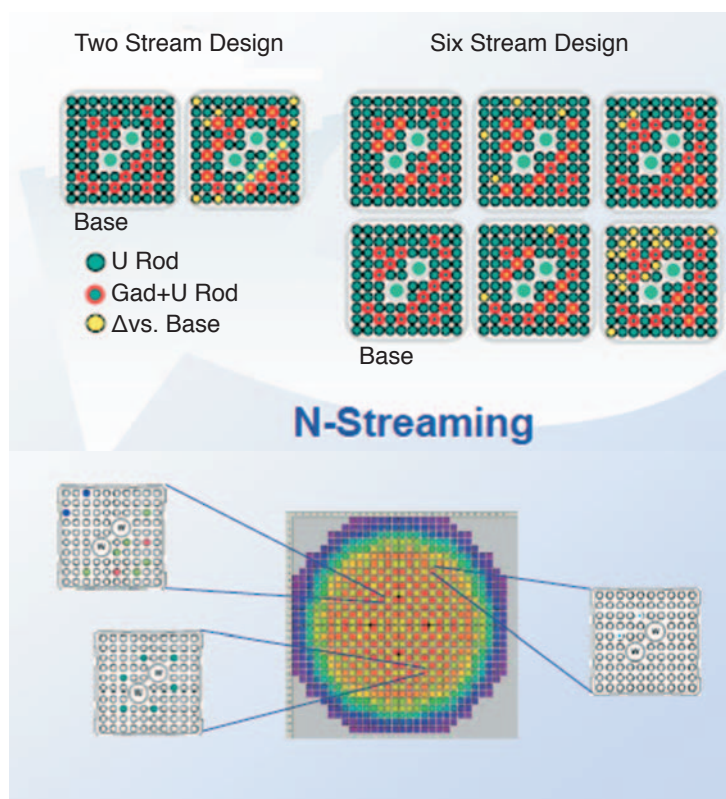 Two Stream Design
Six Stream Design
Base
U Rod
Gad+U Rod
Δvs. Base
Base
N-Streaming
W
W
W
W
W
W